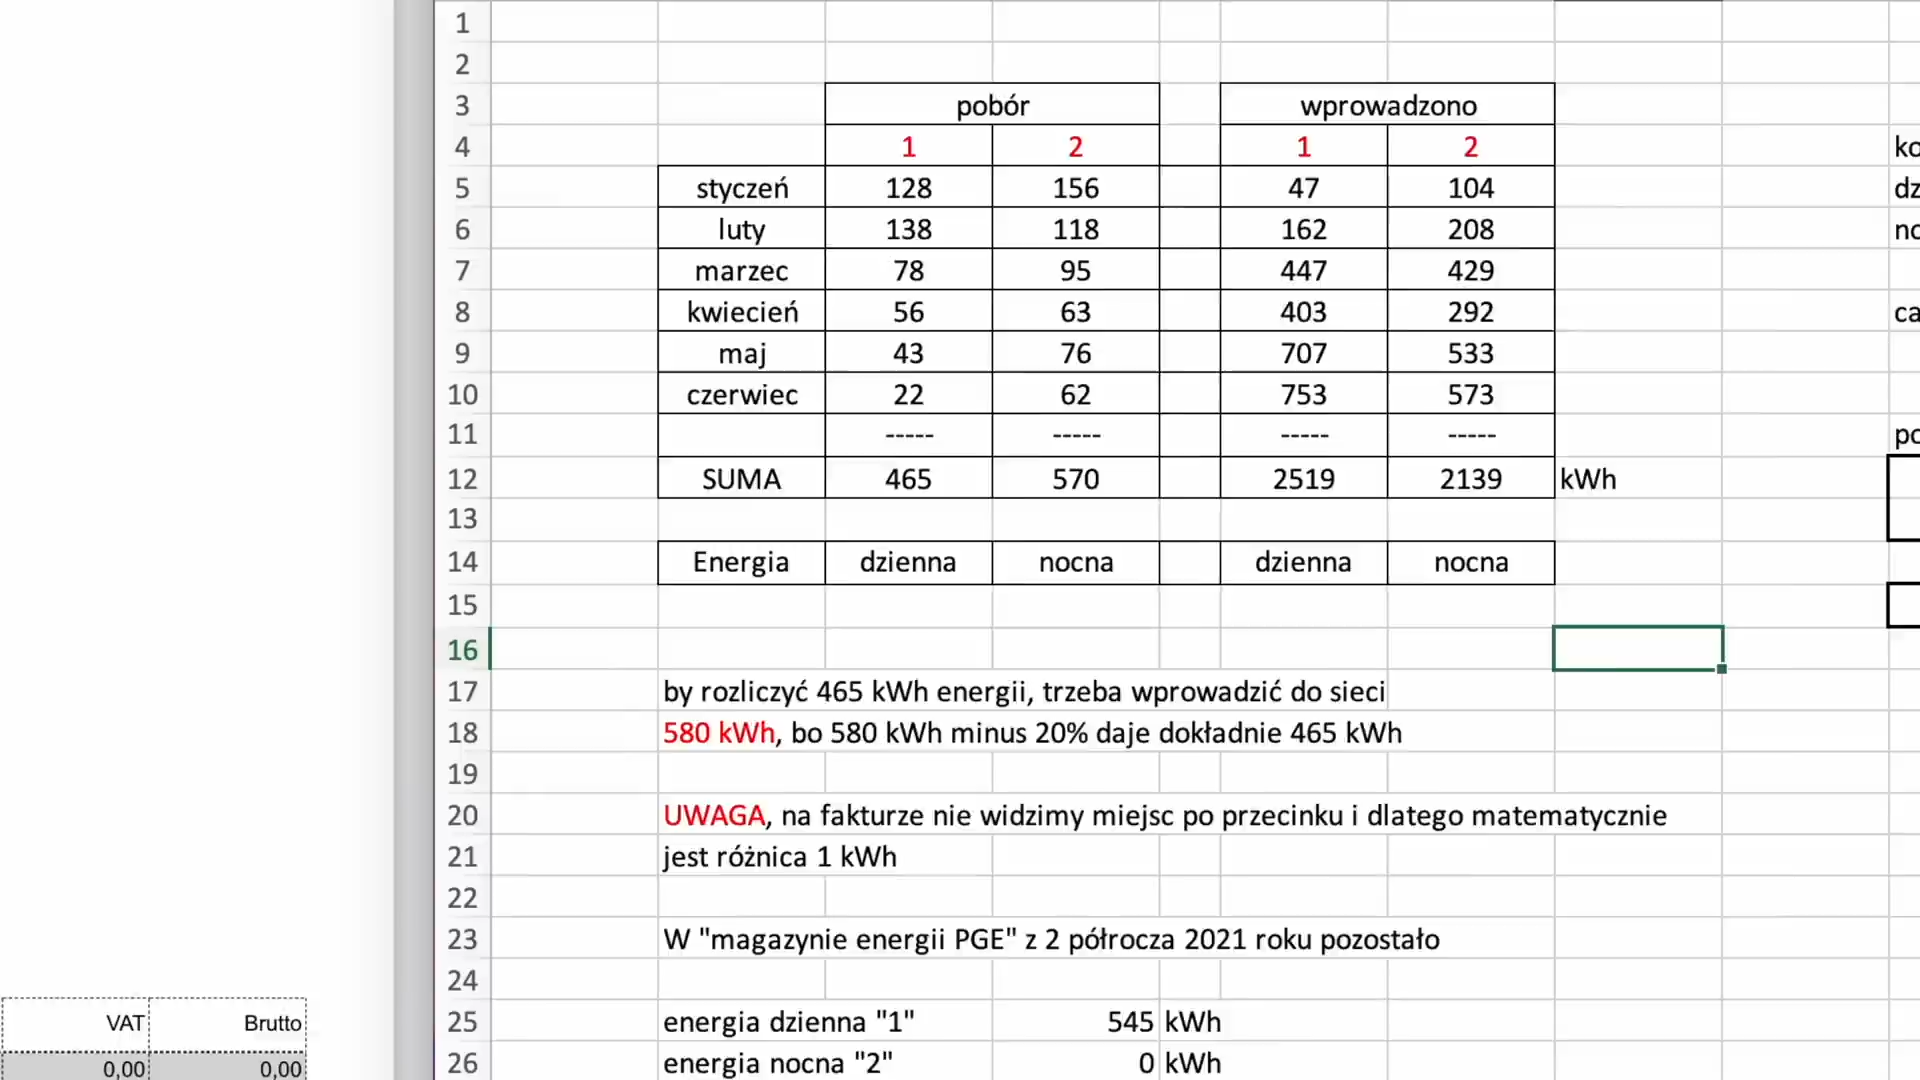 1
2
3 pobór wprowadzono
4 1 2 1 2 ko
5 styczeń 128 156 47 104 dz
6 luty 138 118 162 208 no
7 marzec 78 95 447 429
8 kwiecień 56 63 403 292 ca
9 maj 43 76 707 533
10 czerwiec 22 62 753 573
11 ----- ----- ----- ----- po
12 SUMA 465 570 2519 2139 kWh
13
14 Energia dzienna nocna dzienna nocna
15
16
17 by rozliczyć 465 kWh energii, trzeba wprowadzić do sieci
18 580 kWh, bo 580 kWh minus 20% daje dokładnie 465 kWh
19
20 UWAGA, na fakturze nie widzimy miejsc po przecinku i dlatego matematycznie
21 jest różnica 1 kWh
22
23 W "magazynie energii PGE" z 2 półrocza 2021 roku pozostało
24
25 energia dzienna "1" 545 kWh
26 energia nocna "2" 0 kWh
VAT Brutto
0,00 0,00